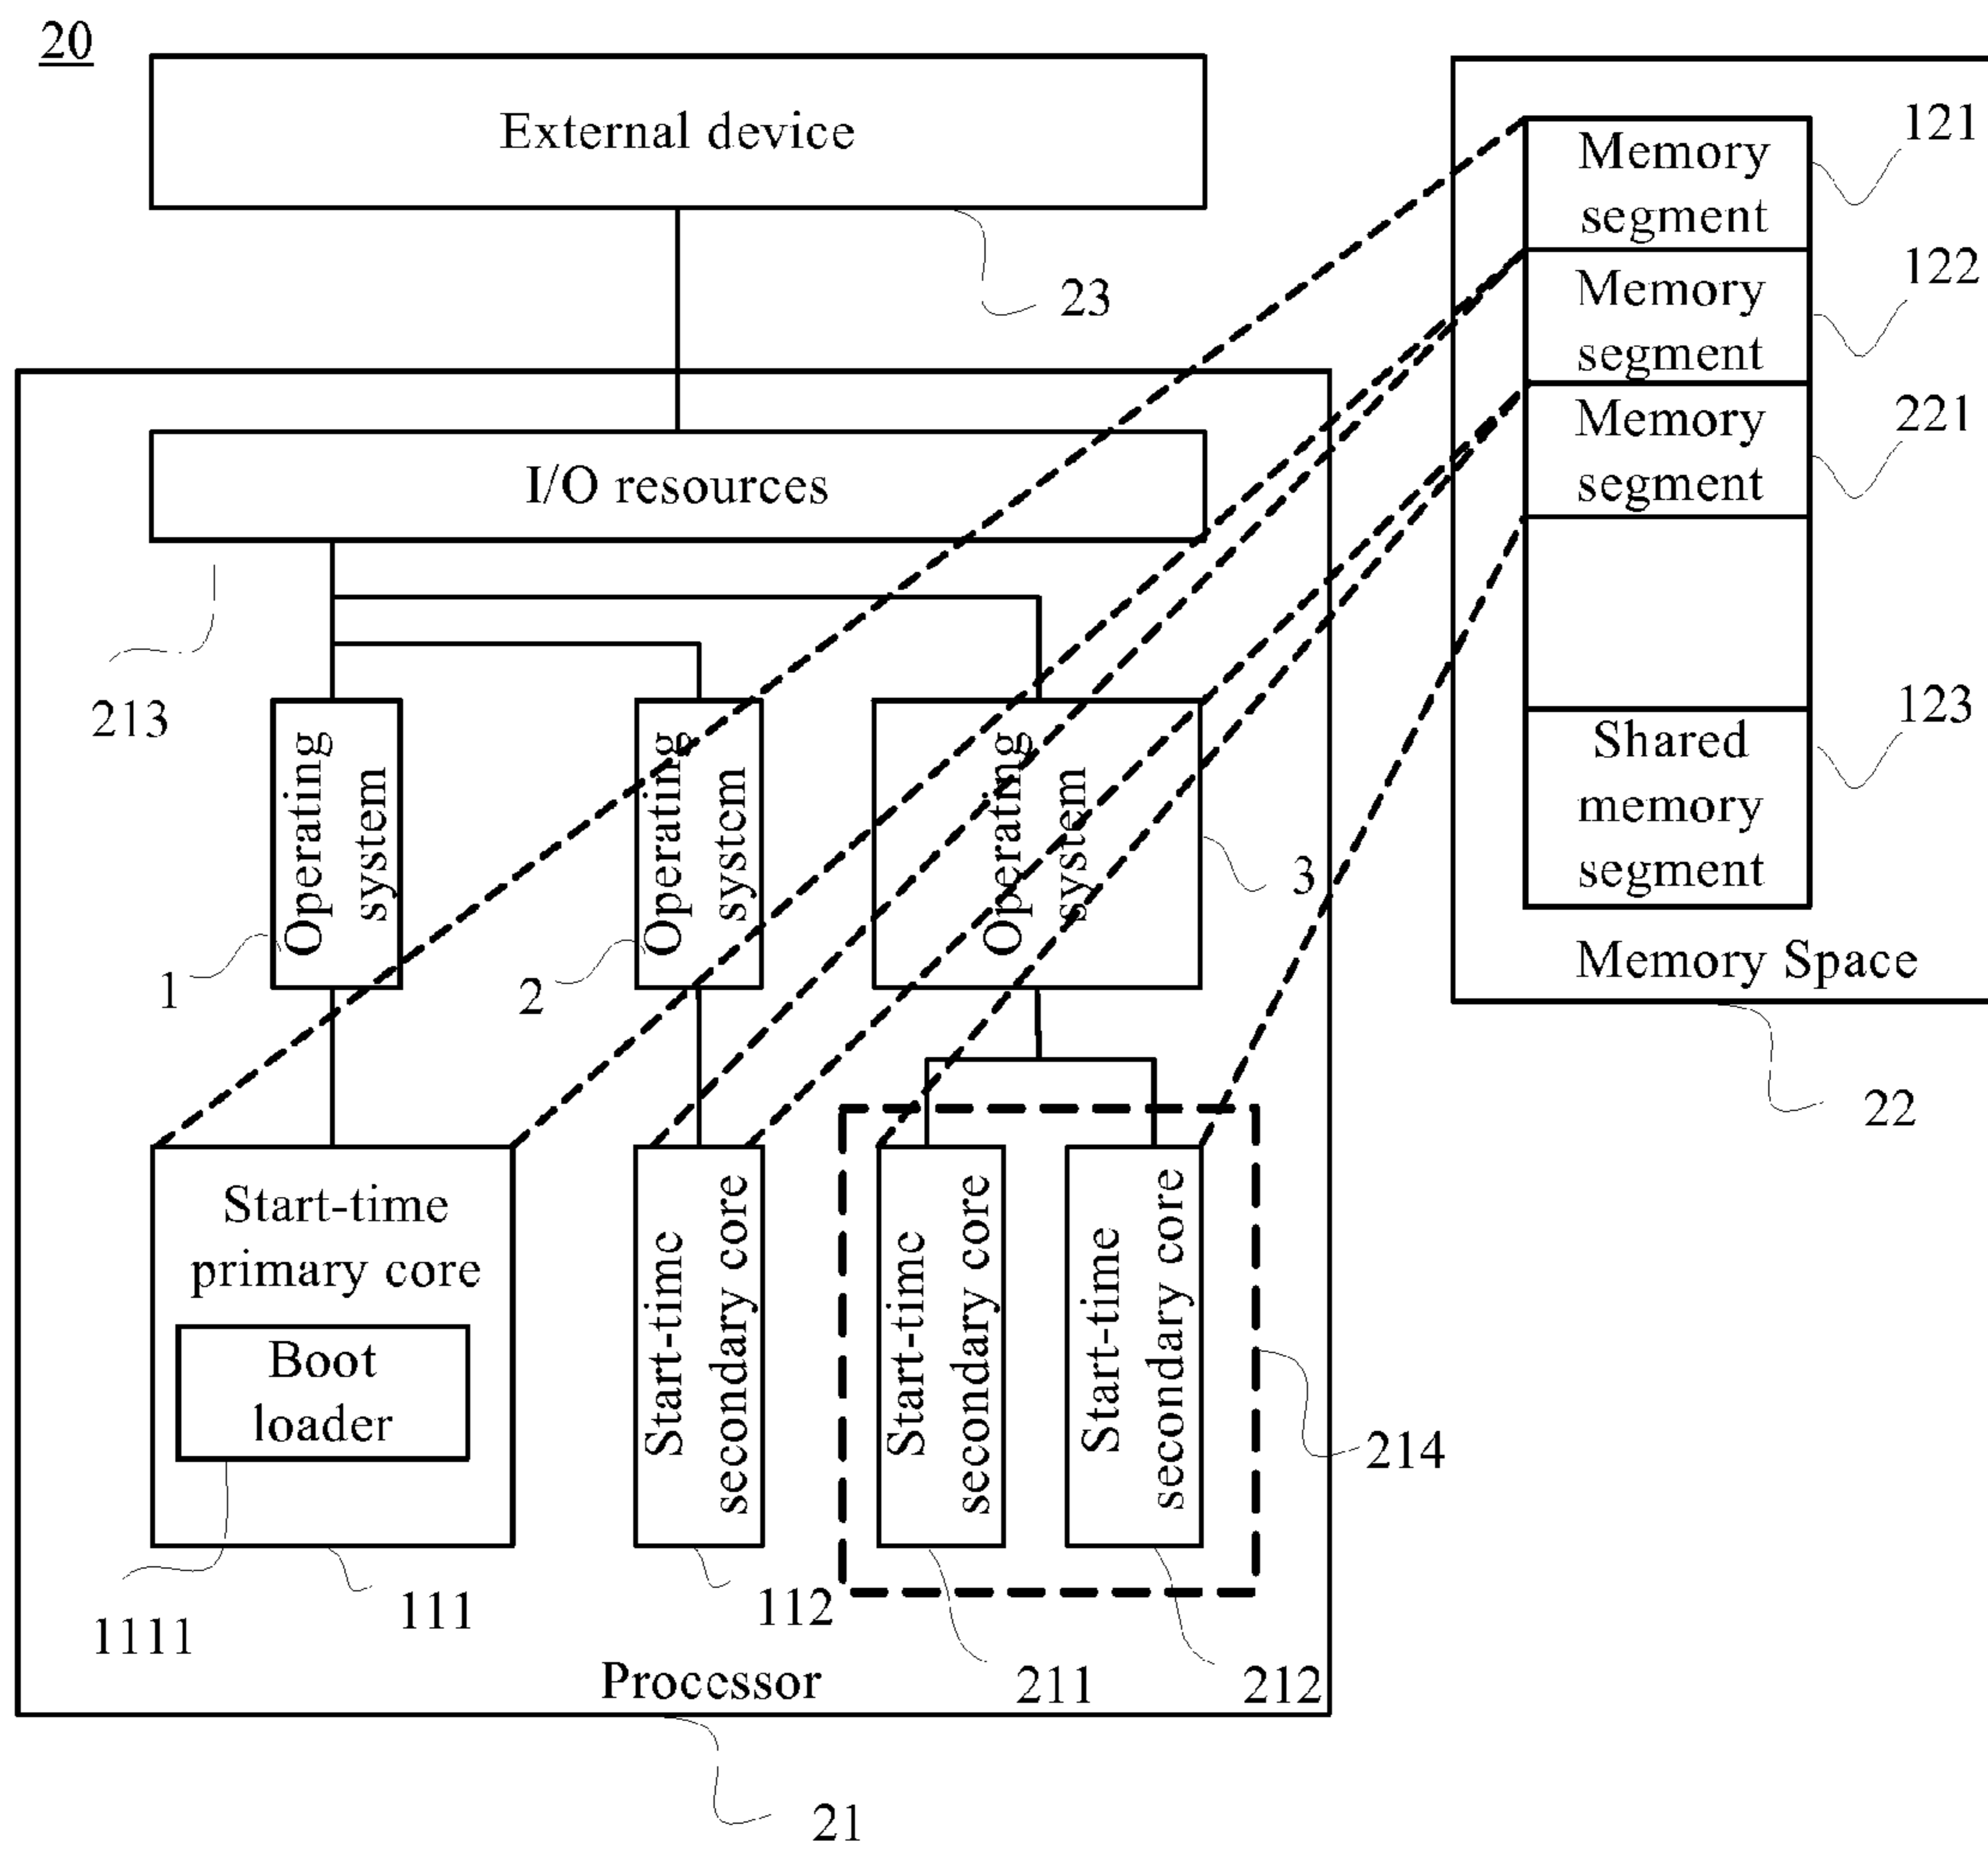 20
External device
23
Memory
segment
121
Memory
segment
122
Memory
segment
221
Shared
memory
segment
123
Memory Space
22
I/O resources
213
Operating
system
1
Operating
system
2
Operating
system
3
Start-time
primary core
Boot
loader
1111
111
Start-time
secondary core
112
Start-time
secondary core
211
Start-time
secondary core
212
214
Processor
21